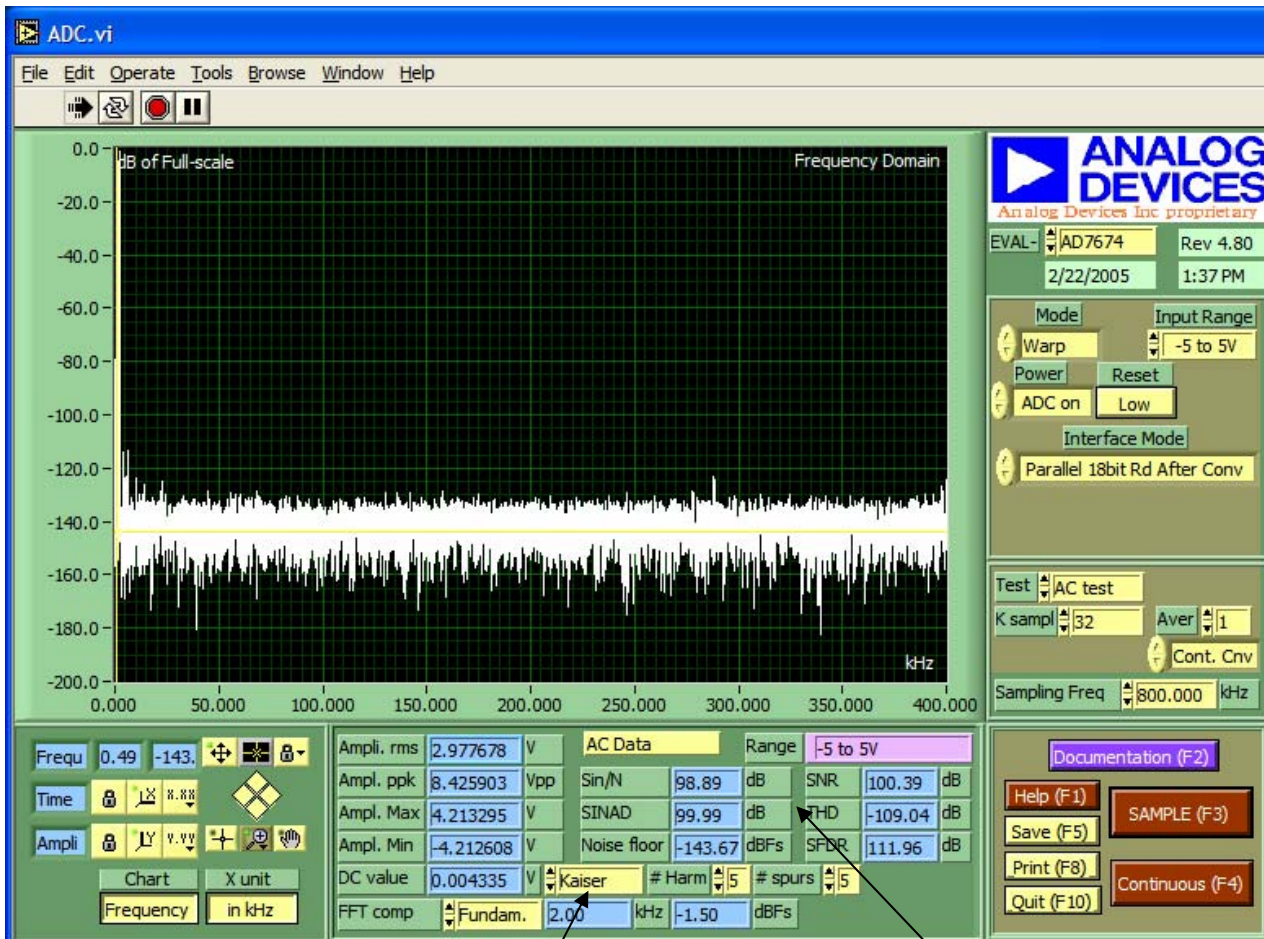 ADC.vi
File Edit Operate Tools Browse Window Help
dB of Full-scale
Frequency Domain
0.0
-20.0
-40.0
-60.0
-80.0
-100.0
-120.0
-140.0
-160.0
-180.0
-200.0
kHz
0.000 50.000 100.000 150.000 200.000 250.000 300.000 350.000 400.000
ANALOG
DEVICES
Analog Devices Inc proprietary
EVAL- AD7674 Rev 4.80
2/22/2005 1:37 PM
Mode Input Range
Warp -5 to 5V
Power Reset
ADC on Low
Interface Mode
Parallel 18bit Rd After Conv
Test AC test
K sampl 32 Aver 1
Cont. Cnv
Sampling Freq 800.000 kHz
Frequ 0.49 -143.
Time
Ampli
Chart X unit
Frequency in kHz
Ampli. rms 2.977678 V AC Data Range -5 to 5V
Ampl. ppk 8.425903 Vpp Sin/N 98.89 dB SNR 100.39 dB
Ampl. Max 4.213295 V SINAD 99.99 dB THD -109.04 dB
Ampl. Min -4.212608 V Noise floor -143.67 dBFs SFDR 111.96 dB
DC value 0.004335 V Kaiser # Harm 5 # spurs 5
FFT comp Fundam. 2.00 kHz -1.50 dBFs
Documentation (F2)
Help (F1)
SAMPLE (F3)
Save (F5)
Print (F8)
Continuous (F4)
Quit (F10)